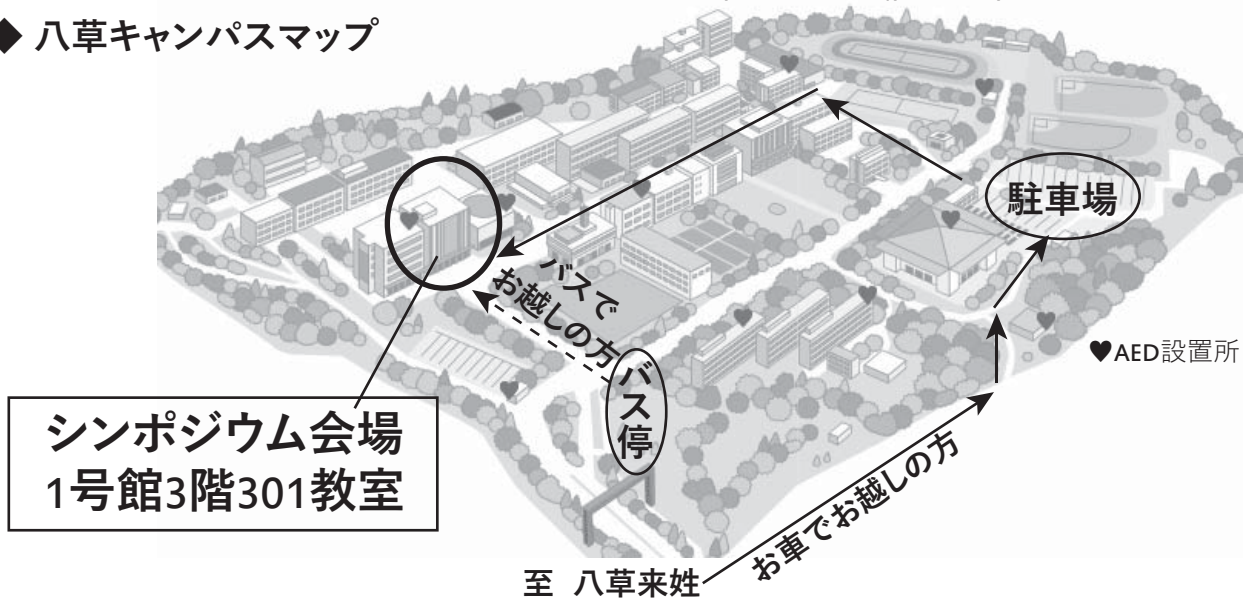 ◆ 八草キャンパスマップ
駐車場
バスで
お越しの方
バス停
♥AED設置所
シンポジウム会場
1号館3階301教室
お車でお越しの方
至 八草来姓